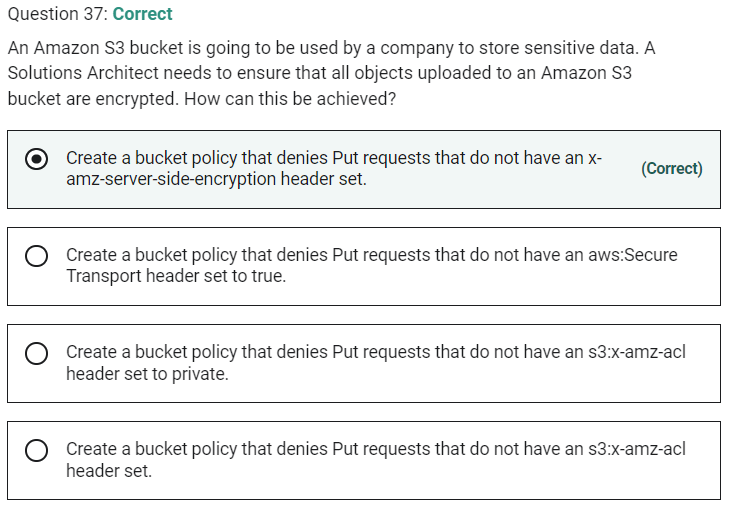 Question 37: Correct
An Amazon S3 bucket is going to be used by a company to store sensitive data. A
Solutions Architect needs to ensure that all objects uploaded to an Amazon S3
bucket are encrypted. How can this be achieved?
Create a bucket policy that denies Put requests that do not have an x-
amz-server-side-encryption header set.
(Correct)
Create a bucket policy that denies Put requests that do not have an aws:Secure
Transport header set to true.
Create a bucket policy that denies Put requests that do not have an s3:x-amz-acl
header set to private.
Create a bucket policy that denies Put requests that do not have an s3:x-amz-acl
header set.